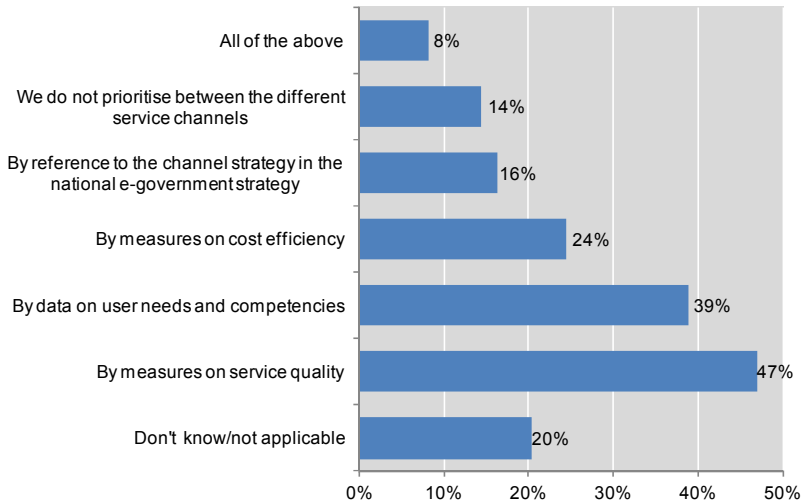 All of the above
8%
We do not prioritise between the different
service channels
14%
By reference to the channel strategy in the
national e-government strategy
16%
By measures on cost efficiency
24%
By data on user needs and competencies
39%
By measures on service quality
47%
Don't know/not applicable
20%
0% 10% 20% 30% 40% 50%